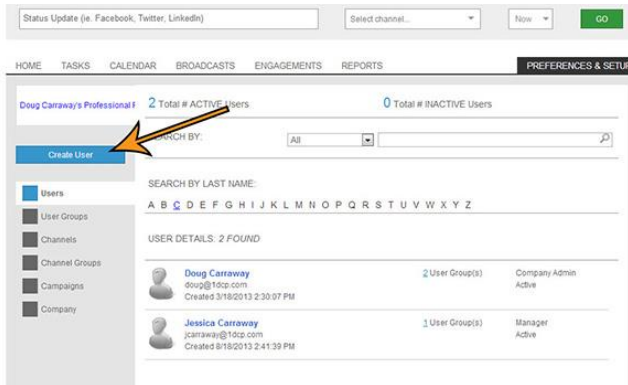 Status Update (ie. Facebook, Twitter, LinkedIn) Select channel... Now GO
HOME TASKS CALENDAR BROADCASTS ENGAGEMENTS REPORTS PREFERENCES & SETU
Doug Carraway's Professional F 2 Total # ACTIVE Users 0 Total # INACTIVE Users
EARCH BY: All
Create User
SEARCH BY LAST NAME:
Users
A B C D E F G H I J K L M N O P Q R S T U V W X Y Z
User Groups
Channels USER DETAILS: 2 FOUND
Channel Groups
Campaigns Doug Carraway 2 User Group(s) Company Admin
doug@1dcp.com Active
Created 3/18/2013 2:30:07 PM
Company
Jessica Carraway 1 User Group(s) Manager
jcarraway@1dcp.com Active
Created 8/18/2013 2:41:39 PM